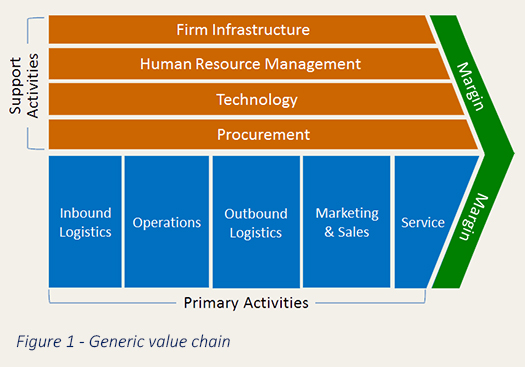 Support
Activities
Firm Infrastructure
Human Resource Management
Technology
Procurement
Margin
Inbound
Logistics
Operations
Outbound
Logistics
Marketing
& Sales
Service
Margin
Primary Activities
Figure 1 - Generic value chain